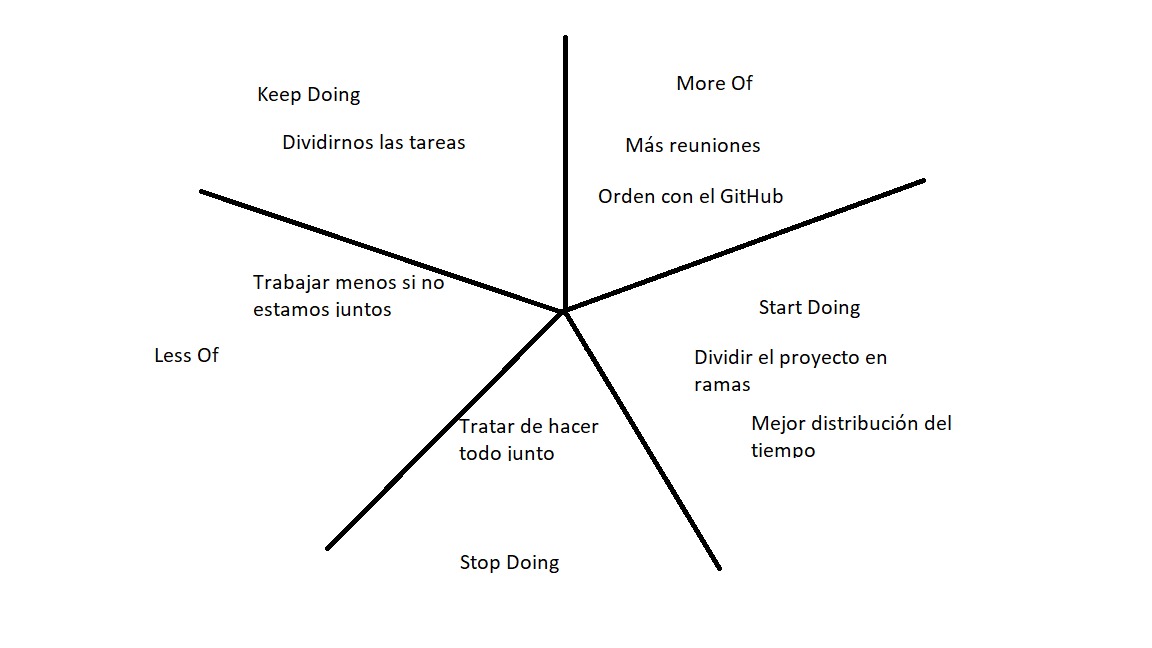 Keep Doing
Dividirnos las tareas
More Of
Más reuniones
Orden con el GitHub
Start Doing
Dividir el proyecto en
ramas
Mejor distribución del
tiempo
Stop Doing
Tratar de hacer
todo junto
Less Of
Trabajar menos si no
estamos juntos